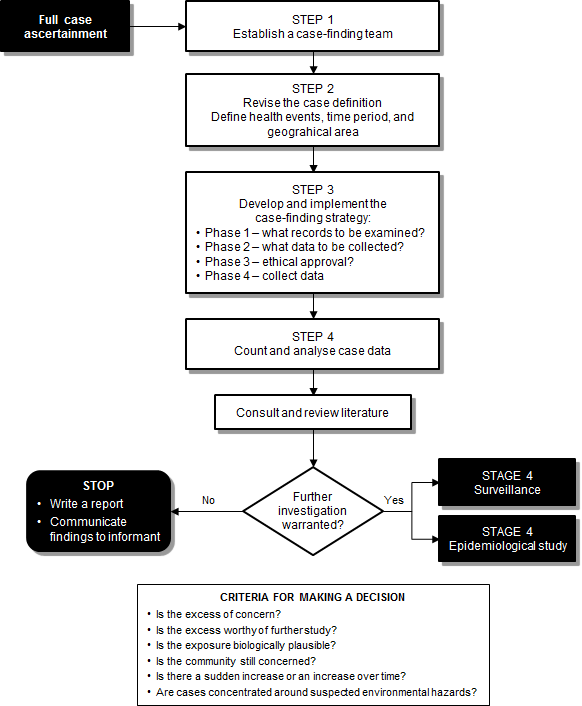 Full case
ascertainment
STEP 1
Establish a case-finding team
STEP 2
Revise the case definition
Define health events, time period, and
geograhical area
STEP 3
Develop and implement the
case-finding strategy:
• Phase 1 – what records to be examined?
• Phase 2 – what data to be collected?
• Phase 3 – ethical approval?
• Phase 4 – collect data
STEP 4
Count and analyse case data
Consult and review literature
Further
investigation
warranted?
No
Yes
STOP
• Write a report
• Communicate
findings to informant
STAGE 4
Surveillance
STAGE 4
Epidemiological study
CRITERIA FOR MAKING A DECISION
• Is the excess of concern?
• Is the excess worthy of further study?
• Is the exposure biologically plausible?
• Is the community still concerned?
• Is there a sudden increase or an increase over time?
• Are cases concentrated around suspected environmental hazards?